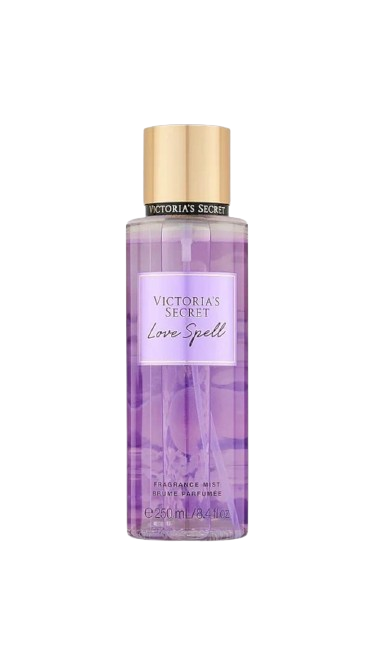 VICTORIA'S SECRET
VICTORIA'S
SECRET
Love Spell
FRAGRANCE MIST
BRUME PARFUMÉE
℮ 250 ml /8.4 fl oz